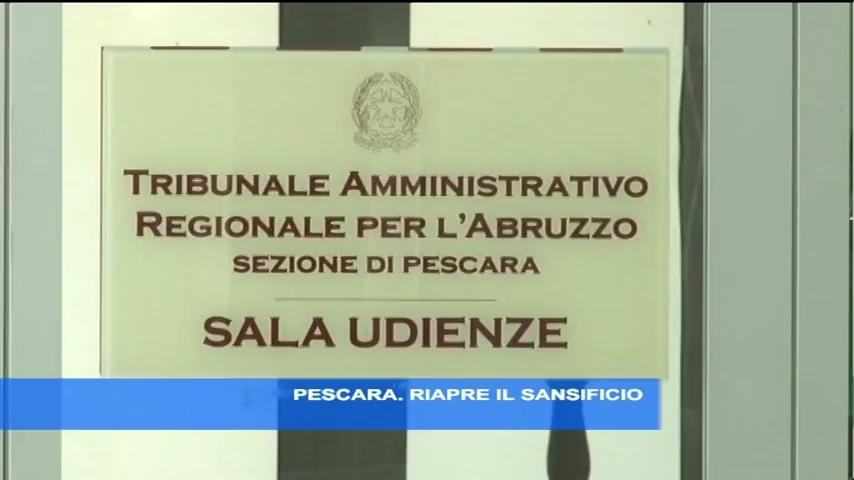 TRIBUNALE AMMINISTRATIVO
REGIONALE PER L'ABRUZZO
SEZIONE DI PESCARA
SALA UDIENZE
PESCARA. RIAPRE IL SANSIFICIO